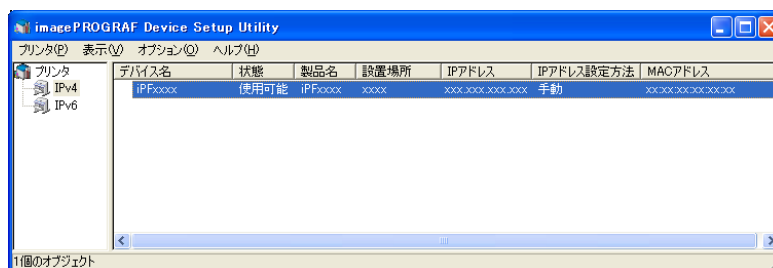 imagePROGRAF Device Setup Utility
プリンタ(P) 表示(V) オプション(O) ヘルプ(H)
プリンタ
IPv4
IPv6
デバイス名 状態 製品名 設置場所 IPアドレス IPアドレス設定方法 MACアドレス
iPFxxxx 使用可能 iPFxxxx xxxx xxx.xxx.xxx.xxx 手動 xx:xx:xx:xx:xx:xx
1個のオブジェクト